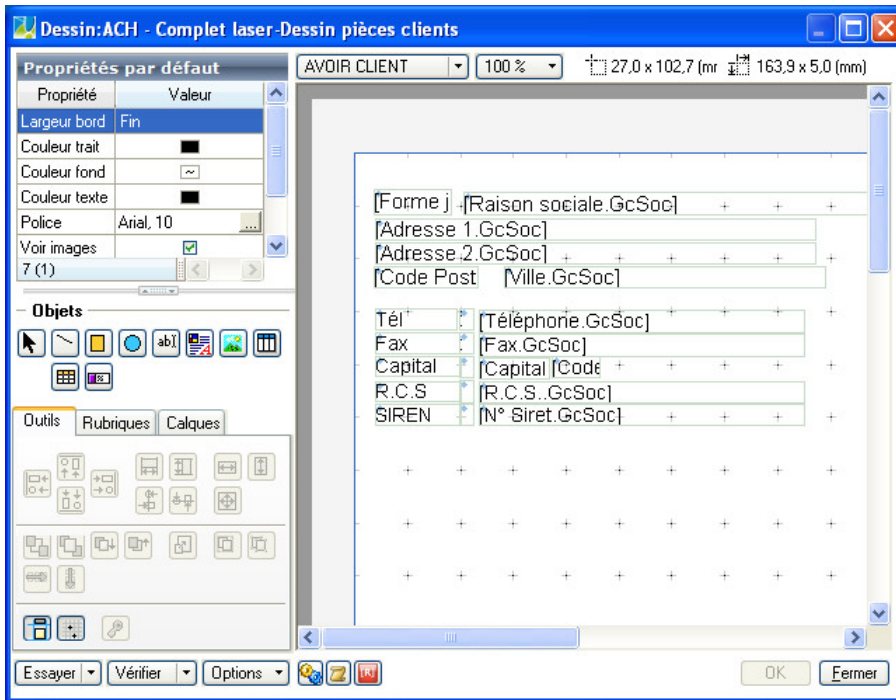 Dessin:ACH - Complet laser-Dessin pièces clients
Propriétés par défaut
Propriété Valeur
Largeur bord Fin
Couleur trait
Couleur fond ~
Couleur texte
Police Arial, 10 ...
Voir images
7 (1)
Objets
abI
Outils Rubriques Calques
AVOIR CLIENT 100 % 27,0 x 102,7 (mr 163,9 x 5,0 (mm)
[Forme j [Raison sociale.GcSoc]
[Adresse 1.GcSoc]
[Adresse 2.GcSoc]
[Code Post [Ville.GcSoc]
Tél : [Téléphone.GcSoc]
Fax : [Fax.GcSoc]
Capital : [Capital [Code
R.C.S : [R.C.S..GcSoc]
SIREN : [N° Siret.GcSoc]
Essayer Vérifier Options [R] OK Fermer